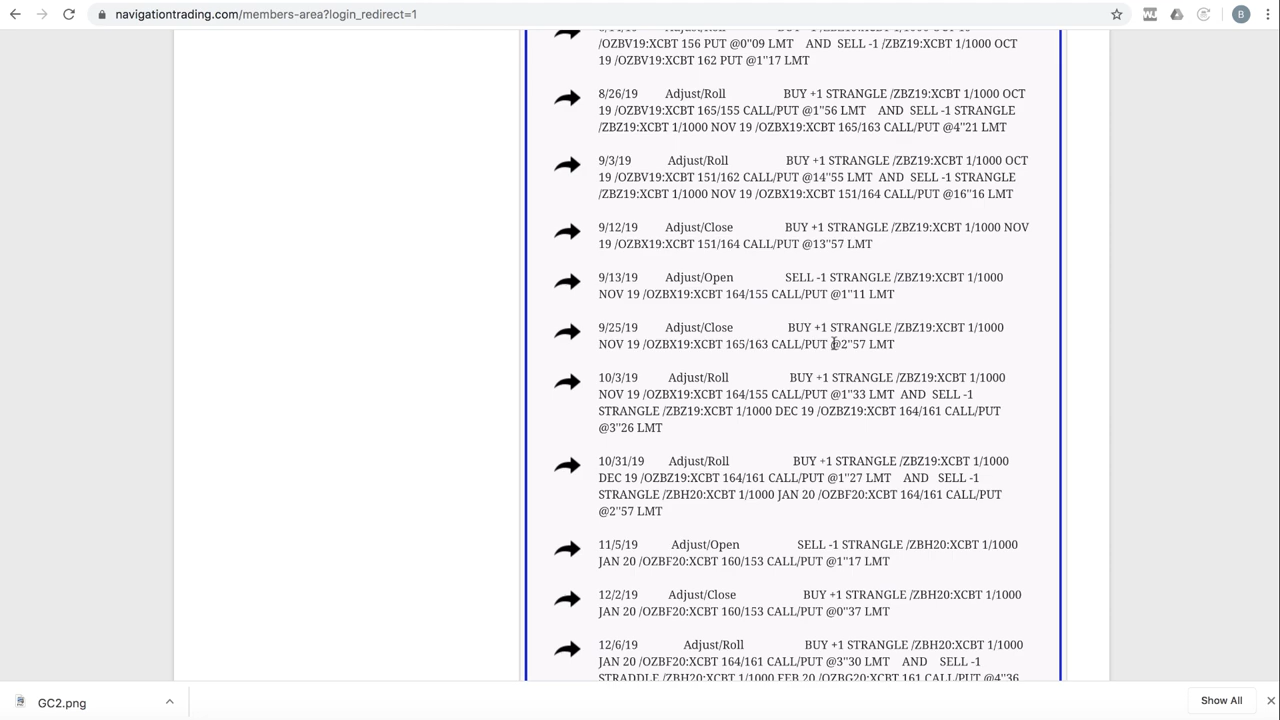 navigationtrading.com/members-area?login_redirect=1
B
/OZBV19:XCBT 156 PUT @0"09 LMT    AND  SELL -1 /ZBZ19:XCBT 1/1000 OCT
19 /OZBV19:XCBT 162 PUT @1"17 LMT
8/26/19 Adjust/Roll BUY +1 STRANGLE /ZBZ19:XCBT 1/1000 OCT
19 /OZBV19:XCBT 165/155 CALL/PUT @1"56 LMT    AND  SELL -1 STRANGLE
/ZBZ19:XCBT 1/1000 NOV 19 /OZBX19:XCBT 165/163 CALL/PUT @4"21 LMT
9/3/19 Adjust/Roll BUY +1 STRANGLE /ZBZ19:XCBT 1/1000 OCT
19 /OZBV19:XCBT 151/162 CALL/PUT @14"55 LMT  AND  SELL -1 STRANGLE
/ZBZ19:XCBT 1/1000 NOV 19 /OZBX19:XCBT 151/164 CALL/PUT @16"16 LMT
9/12/19 Adjust/Close BUY +1 STRANGLE /ZBZ19:XCBT 1/1000 NOV
19 /OZBX19:XCBT 151/164 CALL/PUT @13"57 LMT
9/13/19 Adjust/Open SELL -1 STRANGLE /ZBZ19:XCBT 1/1000
NOV 19 /OZBX19:XCBT 164/155 CALL/PUT @1"11 LMT
9/25/19 Adjust/Close BUY +1 STRANGLE /ZBZ19:XCBT 1/1000
NOV 19 /OZBX19:XCBT 165/163 CALL/PUT @2"57 LMT
10/3/19 Adjust/Roll BUY +1 STRANGLE /ZBZ19:XCBT 1/1000
NOV 19 /OZBX19:XCBT 164/155 CALL/PUT @1"33 LMT  AND  SELL -1
STRANGLE /ZBZ19:XCBT 1/1000 DEC 19 /OZBZ19:XCBT 164/161 CALL/PUT
@3"26 LMT
10/31/19 Adjust/Roll BUY +1 STRANGLE /ZBZ19:XCBT 1/1000
DEC 19 /OZBZ19:XCBT 164/161 CALL/PUT @1"27 LMT    AND   SELL -1
STRANGLE /ZBH20:XCBT 1/1000 JAN 20 /OZBF20:XCBT 164/161 CALL/PUT
@2"57 LMT
11/5/19 Adjust/Open SELL -1 STRANGLE /ZBH20:XCBT 1/1000
JAN 20 /OZBF20:XCBT 160/153 CALL/PUT @1"17 LMT
12/2/19 Adjust/Close BUY +1 STRANGLE /ZBH20:XCBT 1/1000
JAN 20 /OZBF20:XCBT 160/153 CALL/PUT @0"37 LMT
12/6/19 Adjust/Roll BUY +1 STRANGLE /ZBH20:XCBT 1/1000
JAN 20 /OZBF20:XCBT 164/161 CALL/PUT @3"30 LMT    AND    SELL -1
STRADDLE /ZBH20:XCBT 1/1000 FEB 20 /OZBG20:XCBT 161 CALL/PUT @4"36
GC2.png
Show All